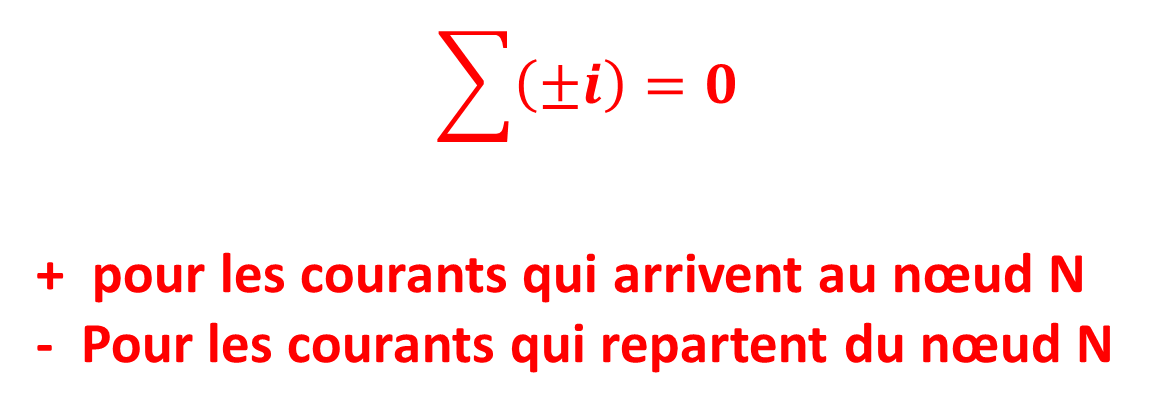 ∑(±i) = 0
+ pour les courants qui arrivent au nœud N
- Pour les courants qui repartent du nœud N